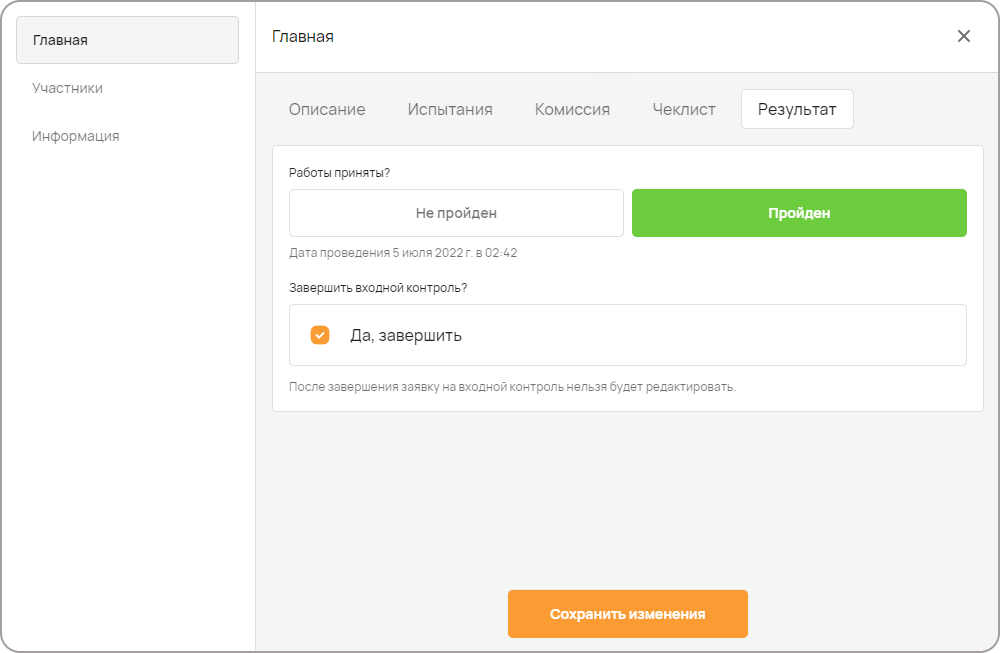 Главная
Участники
Информация
Главная
Описание Испытания Комиссия Чеклист Результат
Работы приняты?
Не пройден Пройден
Дата проведения 5 июля 2022 г. в 02:42
Завершить входной контроль?
Да, завершить
После завершения заявку на входной контроль нельзя будет редактировать.
Сохранить изменения